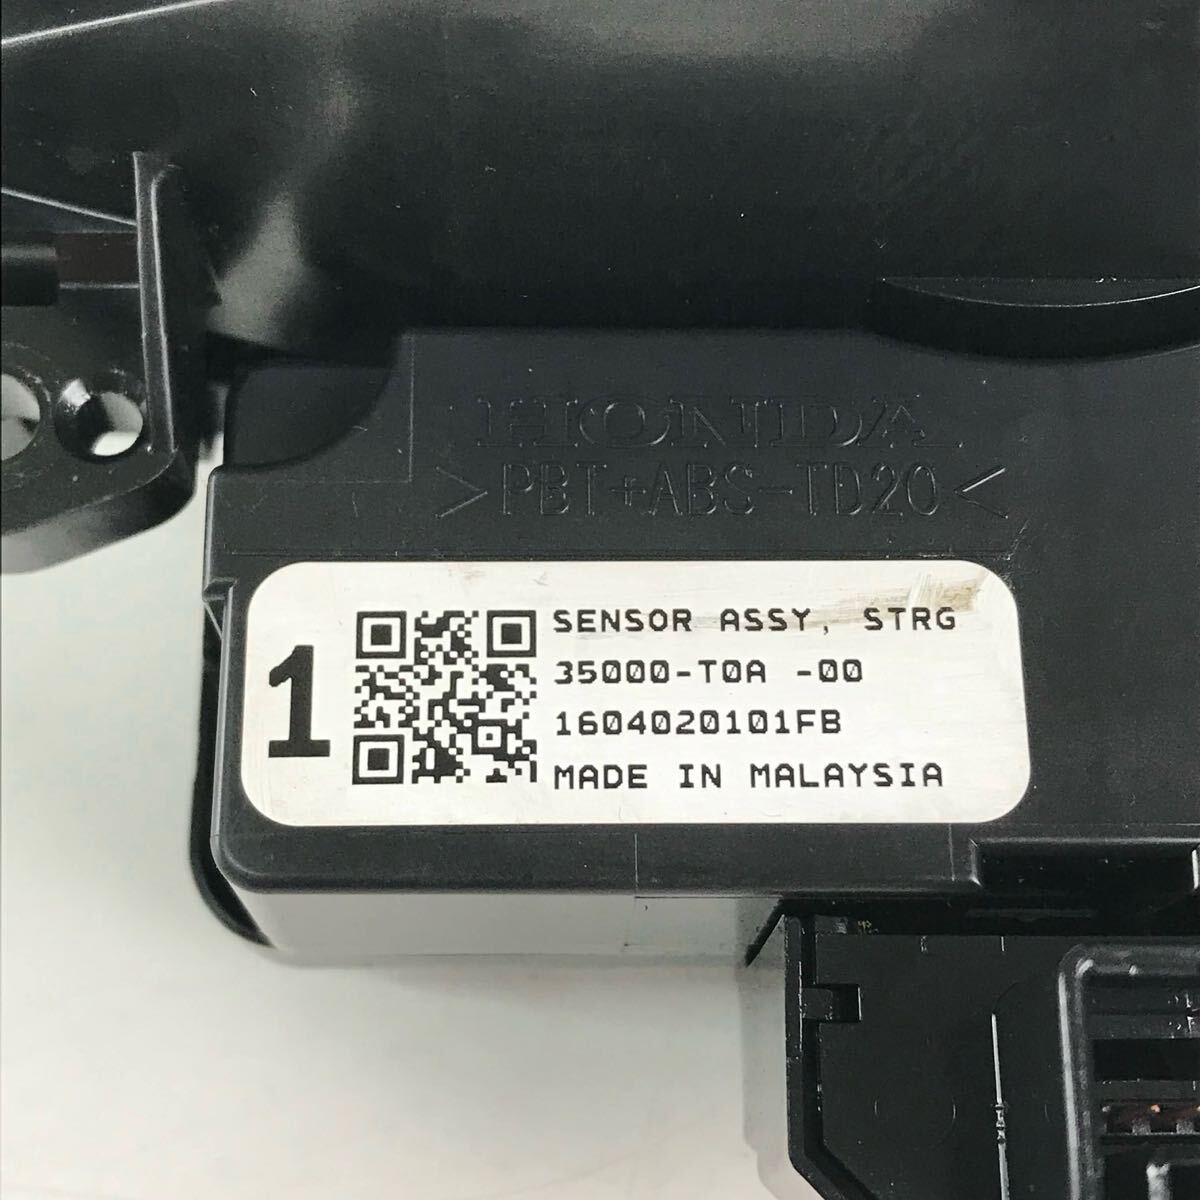 HONDA
>PBT+ABS-TD20<
1
SENSOR ASSY, STRG
35000-T0A -00
1604020101FB
MADE IN MALAYSIA